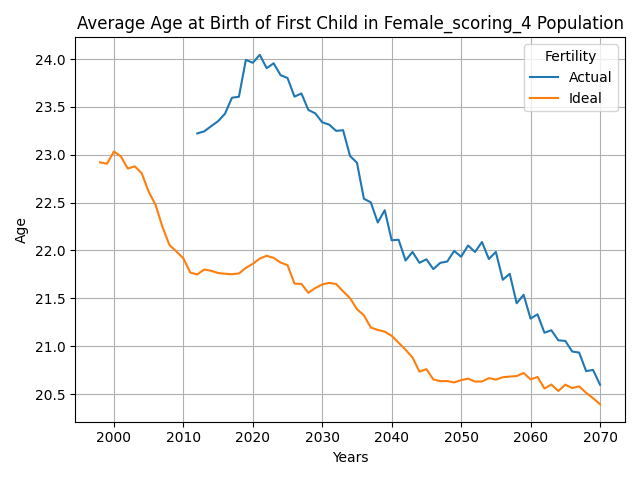 Average Age at Birth of First Child in Female_scoring_4 Population
Fertility
Actual
Ideal
24.0
23.5
23.0
22.5
22.0
21.5
21.0
20.5
Age
2000 2010 2020 2030 2040 2050 2060 2070
Years